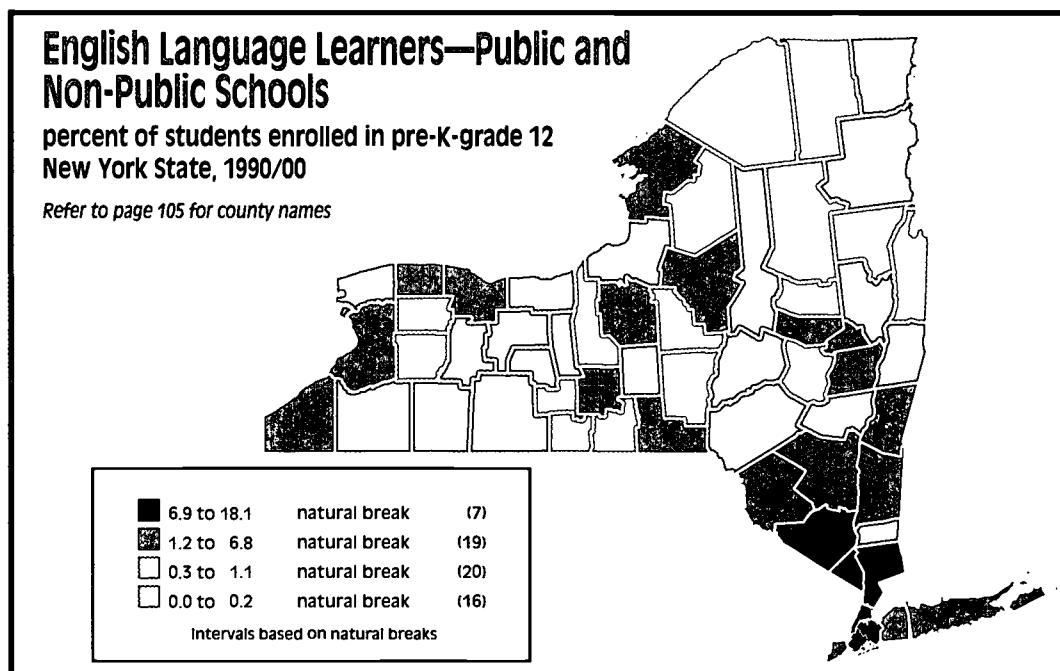 English Language Learners—Public and
Non-Public Schools
percent of students enrolled in pre-K-grade 12
New York State, 1990/00
Refer to page 105 for county names
6.9 to 18.1 natural break (7)
1.2 to 6.8 natural break (19)
0.3 to 1.1 natural break (20)
0.0 to 0.2 natural break (16)
Intervals based on natural breaks